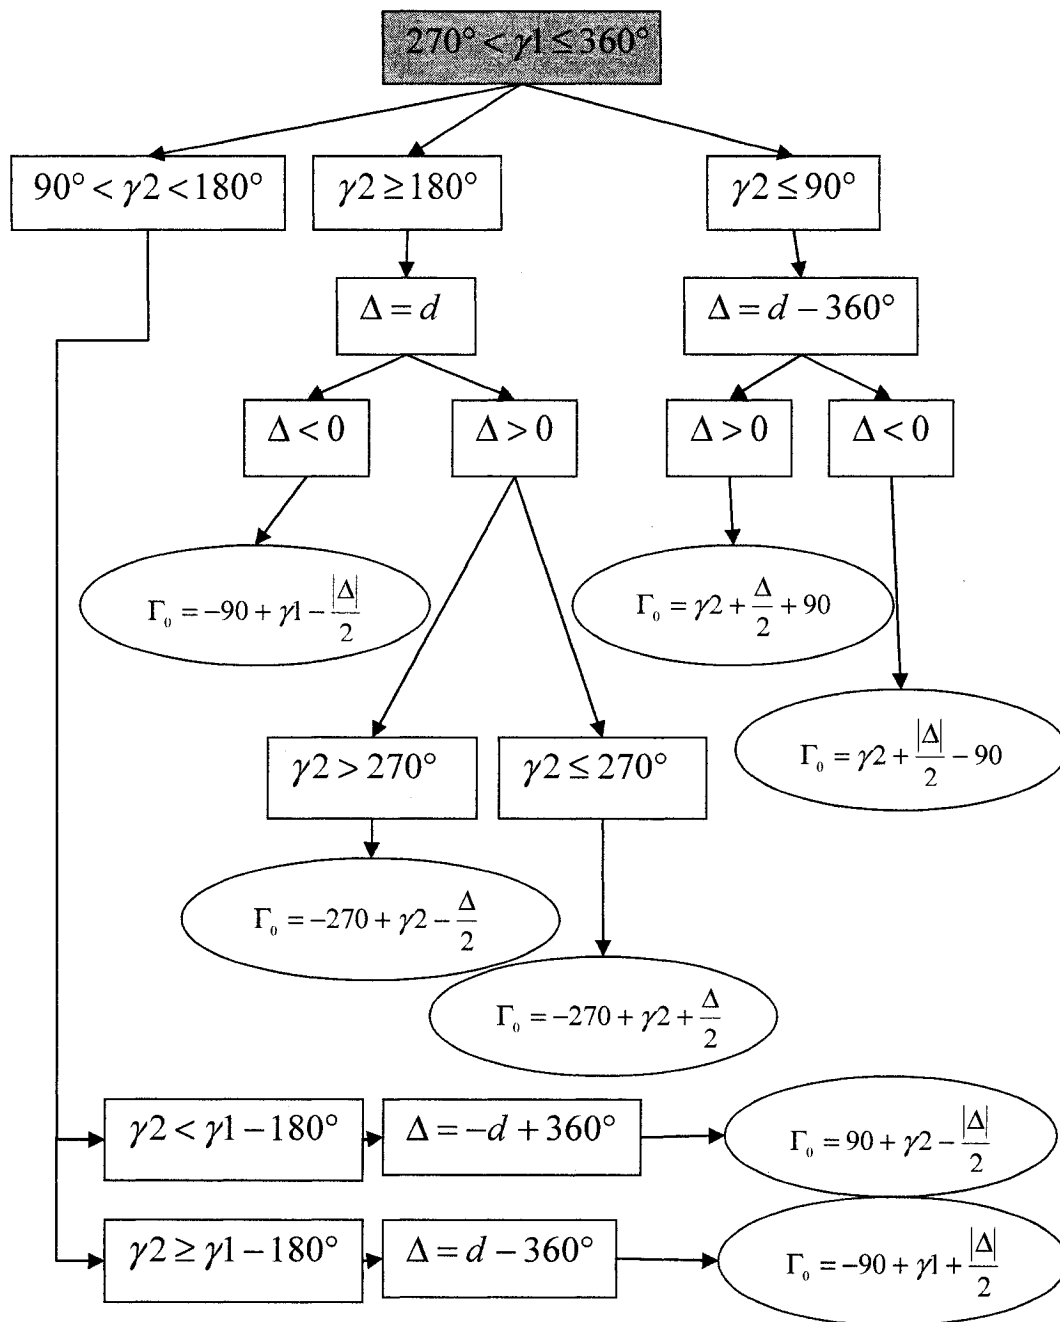 270° < γ1 ≤ 360°
90° < γ2 < 180°
γ2 ≥ 180°
γ2 ≤ 90°
Δ = d
Δ = d − 360°
Δ < 0
Δ > 0
Δ > 0
Δ < 0
Γ₀ = −90 + γ1 − |Δ|/2
Γ₀ = γ2 + Δ/2 + 90
Γ₀ = γ2 + |Δ|/2 − 90
γ2 > 270°
γ2 ≤ 270°
Γ₀ = −270 + γ2 − Δ/2
Γ₀ = −270 + γ2 + Δ/2
γ2 < γ1 − 180°
Δ = −d + 360°
Γ₀ = 90 + γ2 − |Δ|/2
γ2 ≥ γ1 − 180°
Δ = d − 360°
Γ₀ = −90 + γ1 + |Δ|/2